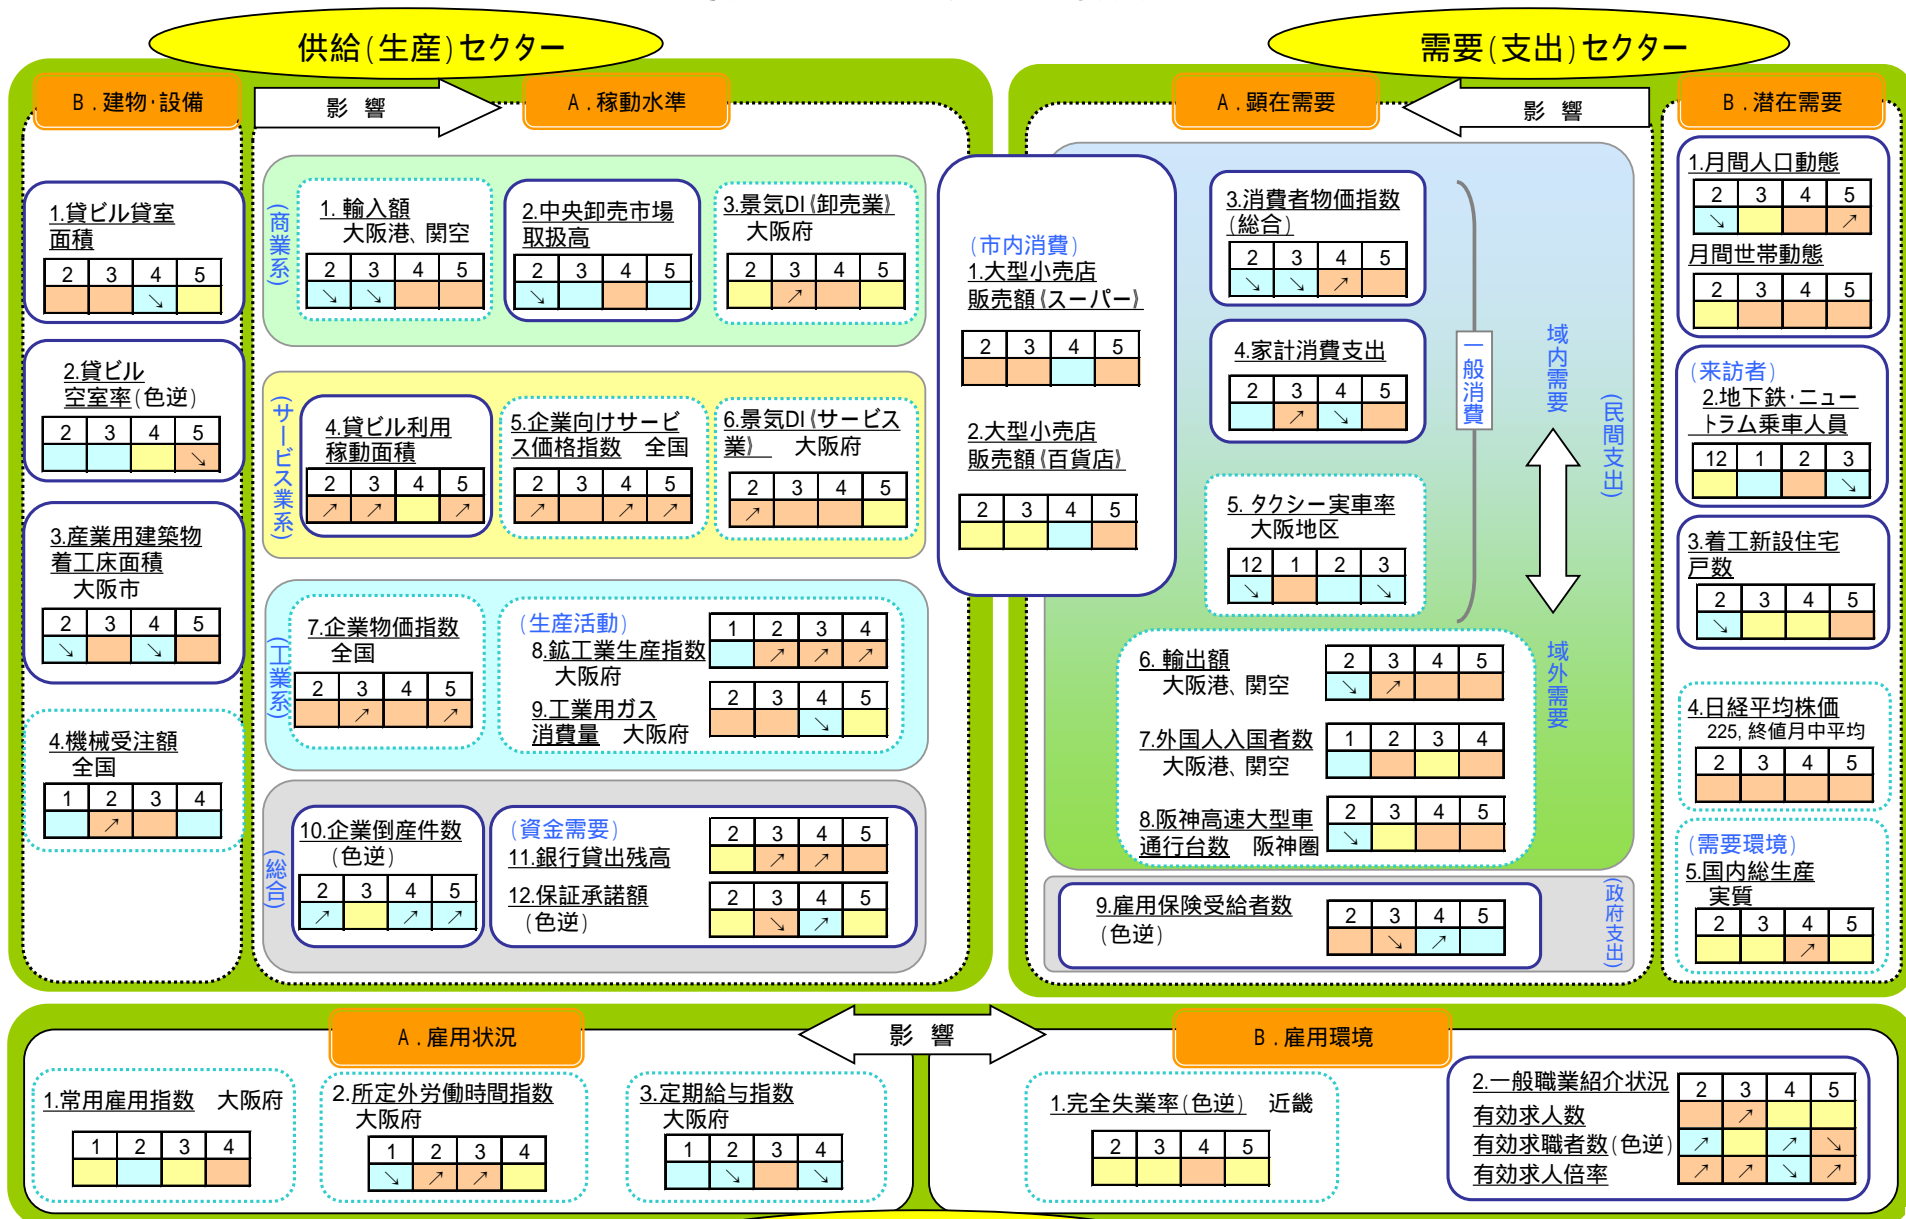 供給(生産)セクター
需要(支出)セクター
B．建物･設備
影 響
A．稼動水準
A．顕在需要
影 響
B．潜在需要
1.貸ビル貸室
面積
2 3 4 5
↘
2.貸ビル
空室率(色逆)
2 3 4 5
↘
3.産業用建築物
着工床面積
大阪市
2 3 4 5
↘ ↘
4.機械受注額
全国
1 2 3 4
↗
(商業系)
1. 輸入額
大阪港、関空
2 3 4 5
↘ ↘
2.中央卸売市場
取扱高
2 3 4 5
↘
3.景気DI《卸売業》
大阪府
2 3 4 5
↗
(サービス業系)
4.貸ビル利用
稼動面積
2 3 4 5
↗ ↗ ↗
5.企業向けサービ
ス価格指数 全国
2 3 4 5
↗ ↗ ↗
6.景気DI《サービス
業》 大阪府
2 3 4 5
↗
(工業系)
7.企業物価指数
全国
2 3 4 5
↗ ↗
(生産活動)
8.鉱工業生産指数
大阪府
1 2 3 4
↗ ↗ ↗
9.工業用ガス
消費量 大阪府
2 3 4 5
↘
(総合)
10.企業倒産件数
(色逆)
2 3 4 5
↗ ↗ ↗
(資金需要)
11.銀行貸出残高
2 3 4 5
↗ ↗
12.保証承諾額
(色逆)
2 3 4 5
↘ ↗
(市内消費)
1.大型小売店
販売額《スーパー》
2 3 4 5
2.大型小売店
販売額《百貨店》
2 3 4 5
3.消費者物価指数
(総合)
2 3 4 5
↘ ↘ ↗
4.家計消費支出
2 3 4 5
↗ ↘
5. タクシー実車率
大阪地区
12 1 2 3
↘ ↘
一般消費
域内需要
域外需要
(民間支出)
6. 輸出額
大阪港、関空
2 3 4 5
↘ ↗
7.外国人入国者数
大阪港、関空
1 2 3 4
8.阪神高速大型車
通行台数 阪神圏
2 3 4 5
↘
9.雇用保険受給者数
(色逆)
2 3 4 5
↘ ↗
(政府支出)
1.月間人口動態
2 3 4 5
↘ ↗
月間世帯動態
2 3 4 5
(来訪者)
2.地下鉄･ニュー
トラム乗車人員
12 1 2 3
↘
3.着工新設住宅
戸数
2 3 4 5
↘
4.日経平均株価
225, 終値月中平均
2 3 4 5
(需要環境)
5.国内総生産
実質
2 3 4 5
↗
A．雇用状況
影 響
B．雇用環境
1.常用雇用指数 大阪府
1 2 3 4
2.所定外労働時間指数
大阪府
1 2 3 4
↘ ↗ ↗
3.定期給与指数
大阪府
1 2 3 4
↘ ↘
1.完全失業率(色逆) 近畿
2 3 4 5
2.一般職業紹介状況
2 3 4 5
有効求人数
↗
有効求職者数(色逆)
↗ ↗ ↘
有効求人倍率
↗ ↗ ↘ ↗